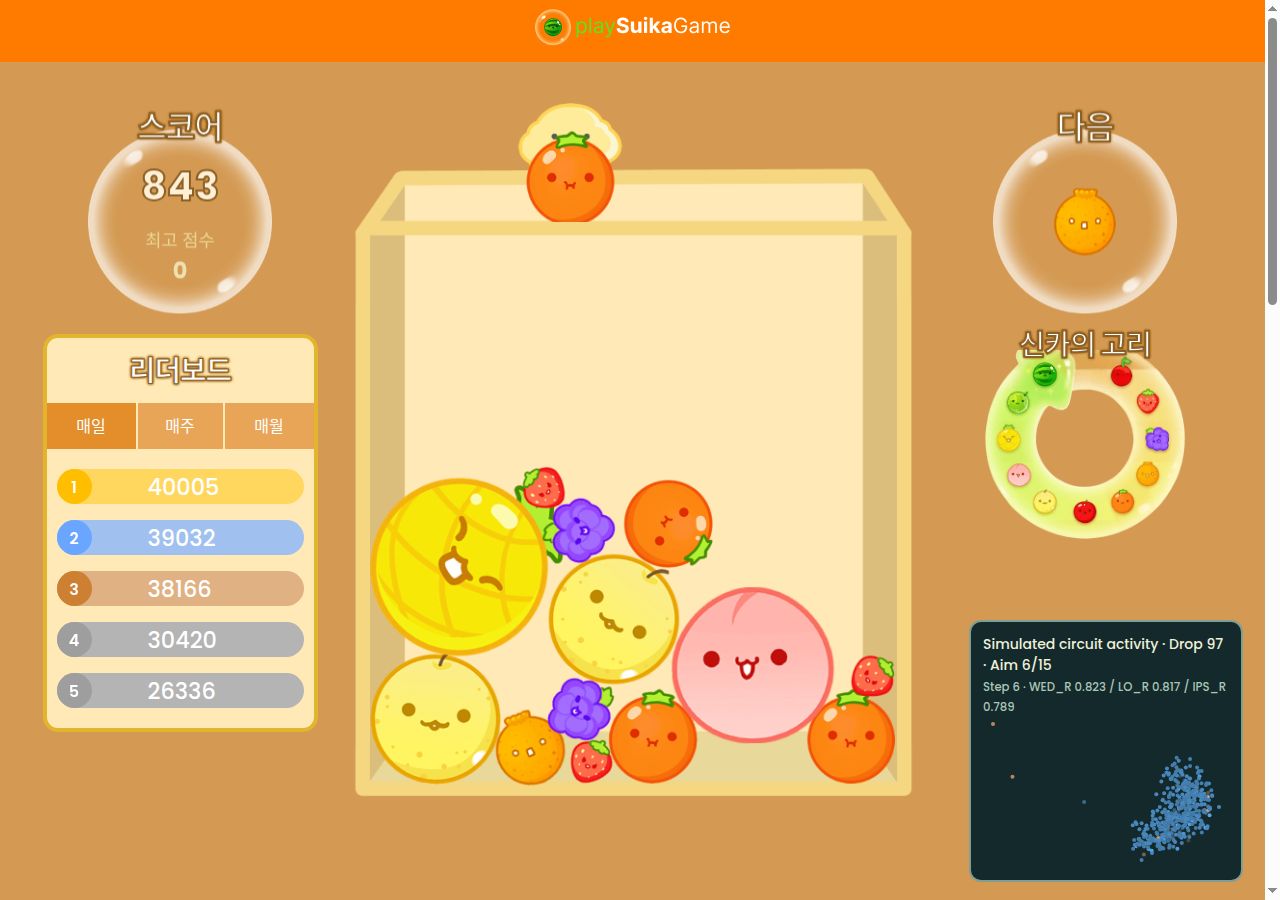 playSuikaGame
스코어
843
최고 점수
0
리더보드
매일 매주 매월
1 40005
2 39032
3 38166
4 30420
5 26336
다음
신카의 고리
Simulated circuit activity · Drop 97
· Aim 6/15
Step 6 · WED_R 0.823 / LO_R 0.817 / IPS_R
0.789